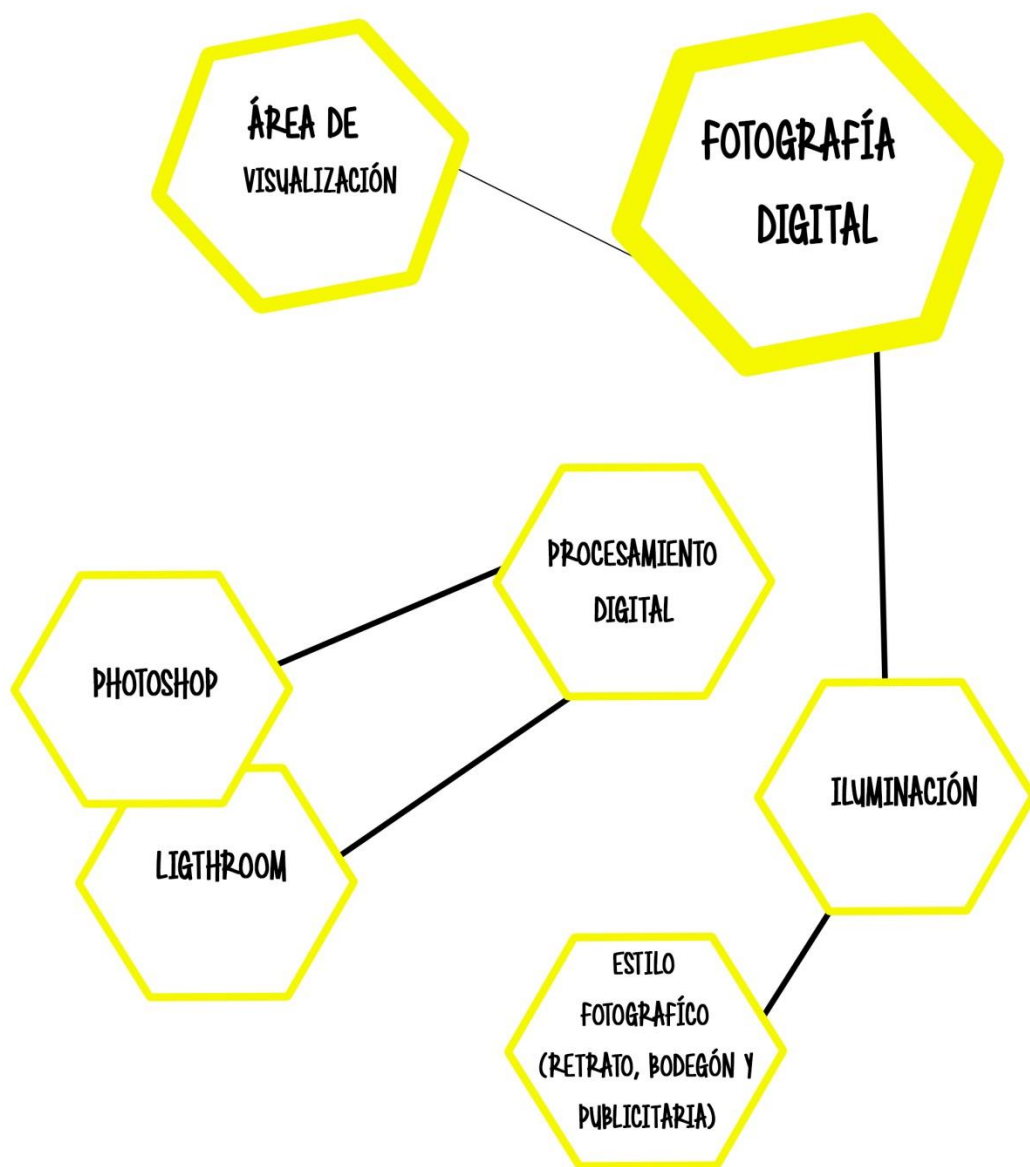 ÁREA DE
VISUALIZACIÓN
FOTOGRAFÍA
DIGITAL
PROCESAMIENTO
DIGITAL
PHOTOSHOP
LIGTHROOM
ILUMINACIÓN
ESTILO
FOTOGRAFÍCO
(RETRATO, BODEGÓN Y
PUBLICITARIA)